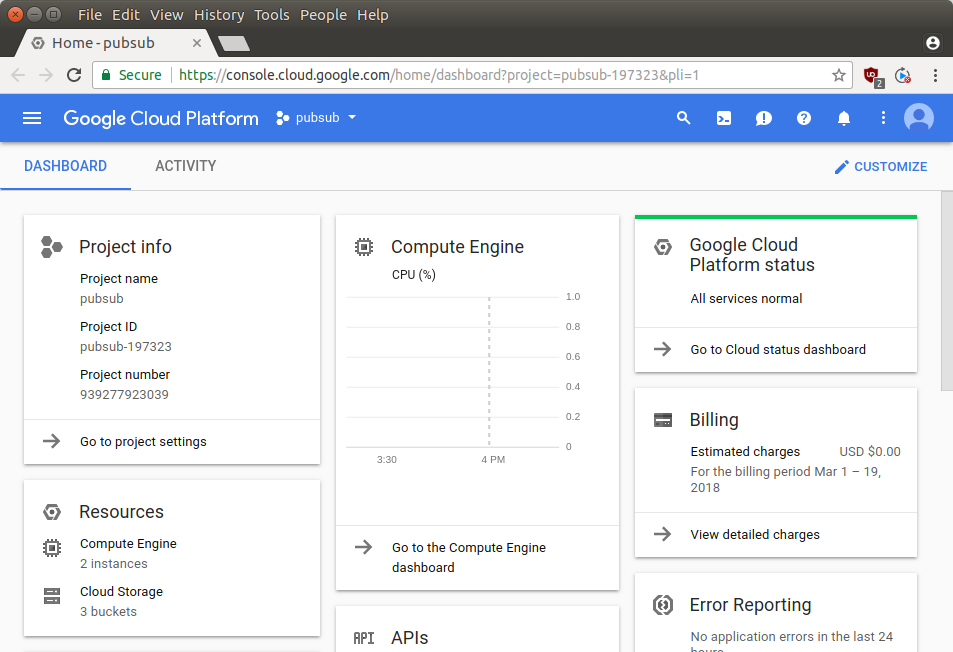 File Edit View History Tools People Help
Home - pubsub
Secure https://console.cloud.google.com/home/dashboard?project=pubsub-197323&pli=1
2
Google Cloud Platform pubsub
DASHBOARD ACTIVITY CUSTOMIZE
Project info
Project name
pubsub
Project ID
pubsub-197323
Project number
939277923039
Go to project settings
Resources
Compute Engine
2 instances
Cloud Storage
3 buckets
Compute Engine
CPU (%)
1.0
0.8
0.6
0.4
0.2
0
3:30 4 PM
Go to the Compute Engine
dashboard
API APIs
Google Cloud
Platform status
All services normal
Go to Cloud status dashboard
Billing
Estimated charges USD $0.00
For the billing period Mar 1 – 19,
2018
View detailed charges
Error Reporting
No application errors in the last 24
hours.